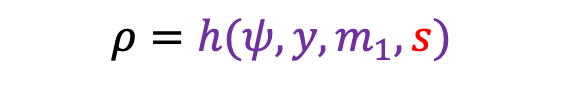 ρ = h(ψ, y, m₁, s)